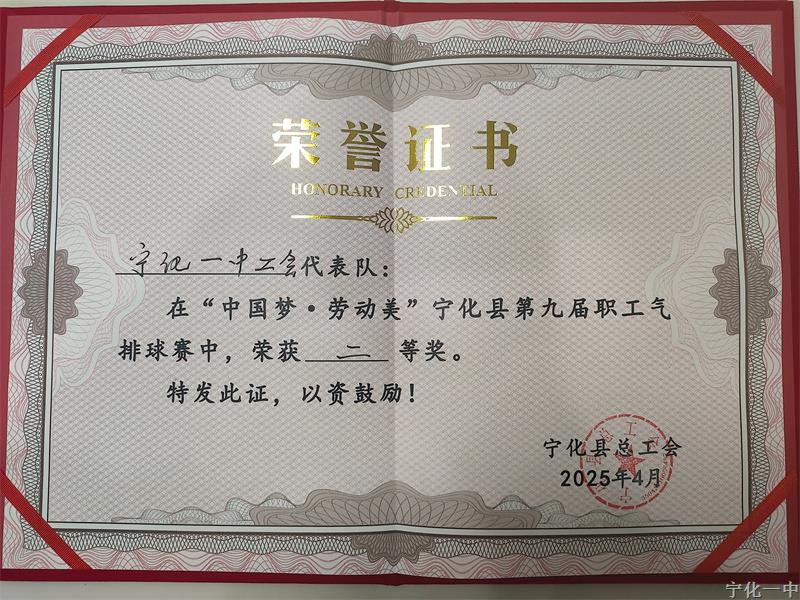 荣誉证书
HONORARY CREDENTIAL
宁化一中工会代表队：
在“中国梦·劳动美”宁化县第九届职工气
排球赛中，荣获二等奖。
特发此证，以资鼓励！
宁化县总工会
2025年4月
宁化一中